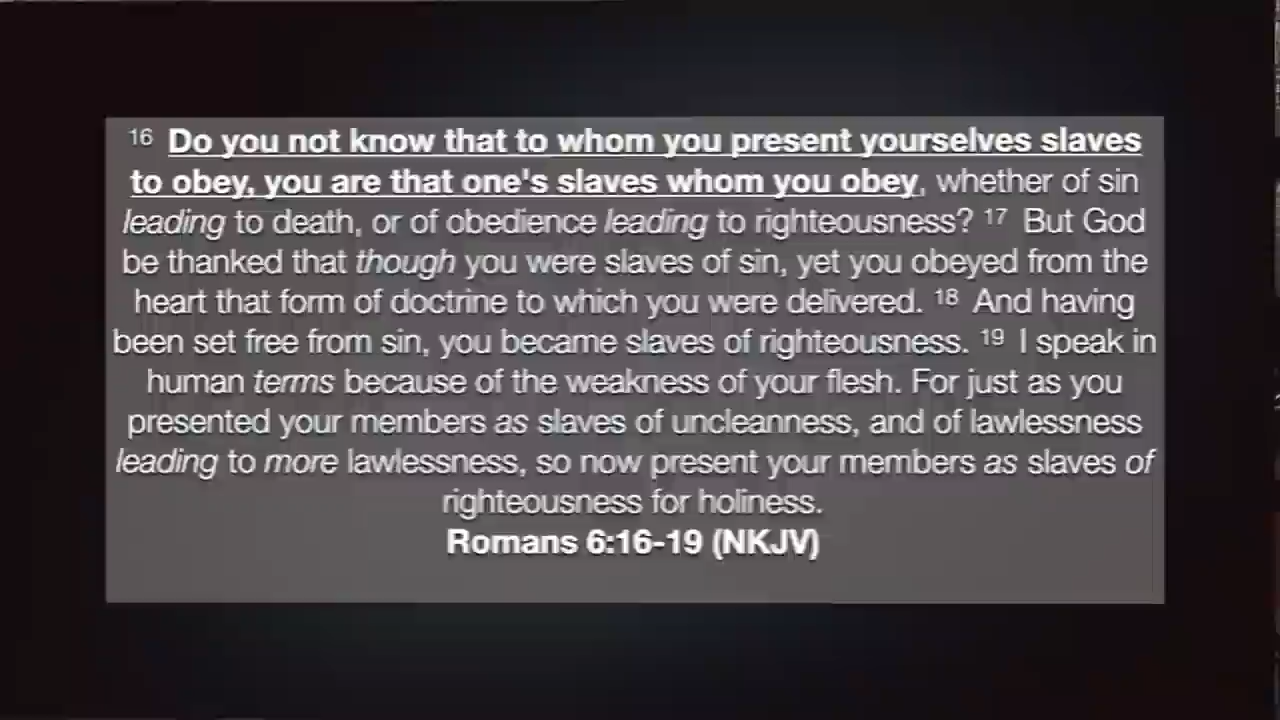 16 Do you not know that to whom you present yourselves slaves
to obey, you are that one's slaves whom you obey, whether of sin
leading to death, or of obedience leading to righteousness? 17 But God
be thanked that though you were slaves of sin, yet you obeyed from the
heart that form of doctrine to which you were delivered. 18 And having
been set free from sin, you became slaves of righteousness. 19 I speak in
human terms because of the weakness of your flesh. For just as you
presented your members as slaves of uncleanness, and of lawlessness
leading to more lawlessness, so now present your members as slaves of
righteousness for holiness.
Romans 6:16-19 (NKJV)